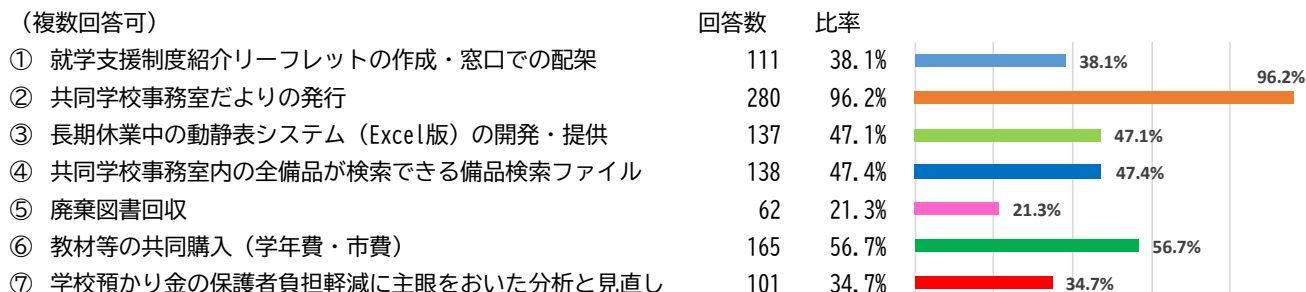 （複数回答可） 回答数 比率
① 就学支援制度紹介リーフレットの作成・窓口での配架 111 38.1% 38.1%
96.2%
② 共同学校事務室だよりの発行 280 96.2%
③ 長期休業中の動静表システム（Excel版）の開発・提供 137 47.1% 47.1%
④ 共同学校事務室内の全備品が検索できる備品検索ファイル 138 47.4% 47.4%
⑤ 廃棄図書回収 62 21.3% 21.3%
⑥ 教材等の共同購入（学年費・市費） 165 56.7% 56.7%
⑦ 学校預かり金の保護者負担軽減に主眼をおいた分析と見直し 101 34.7% 34.7%